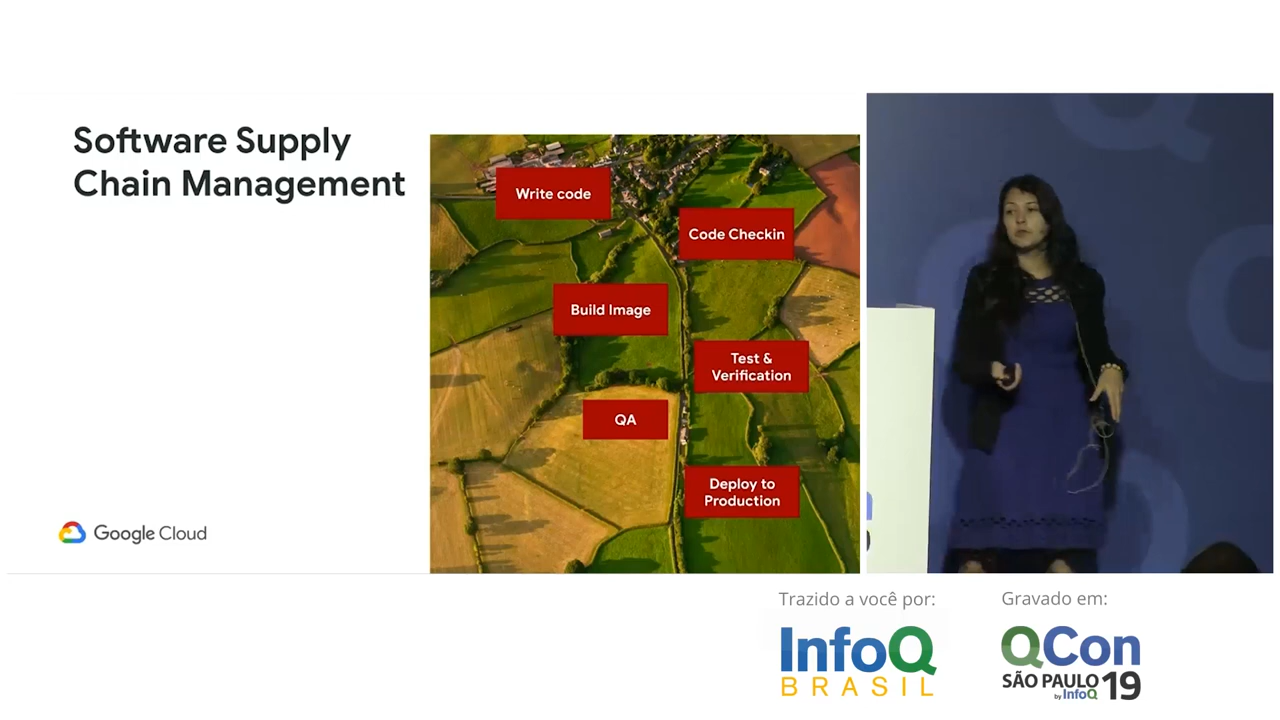 Software Supply
Chain Management
Write code
Code Checkin
Build Image
Test &
Verification
QA
Deploy to
Production
Google Cloud
Trazido a você por:
InfoQ
BRASIL
Gravado em:
QCon
SÃO PAULO 19
by InfoQ